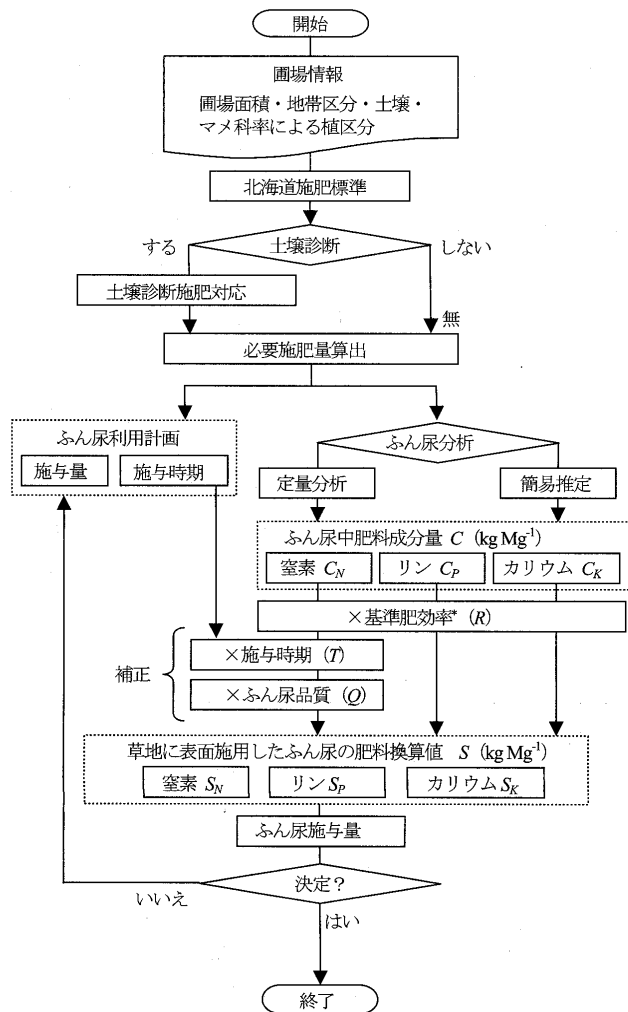 開始
圃場情報
圃場面積・地帯区分・土壌・
マメ科率による植区分
北海道施肥標準
する
土壌診断
しない
土壌診断施肥対応
無
必要施肥量算出
ふん尿利用計画
施与量
施与時期
ふん尿分析
定量分析
簡易推定
ふん尿中肥料成分量 C (kg Mg⁻¹)
窒素 C_N
リン C_P
カリウム C_K
×基準肥効率* (R)
補正
×施与時期 (T)
×ふん尿品質 (Q)
草地に表面施用したふん尿の肥料換算値 S (kg Mg⁻¹)
窒素 S_N
リン S_P
カリウム S_K
ふん尿施与量
決定?
いいえ
はい
終了